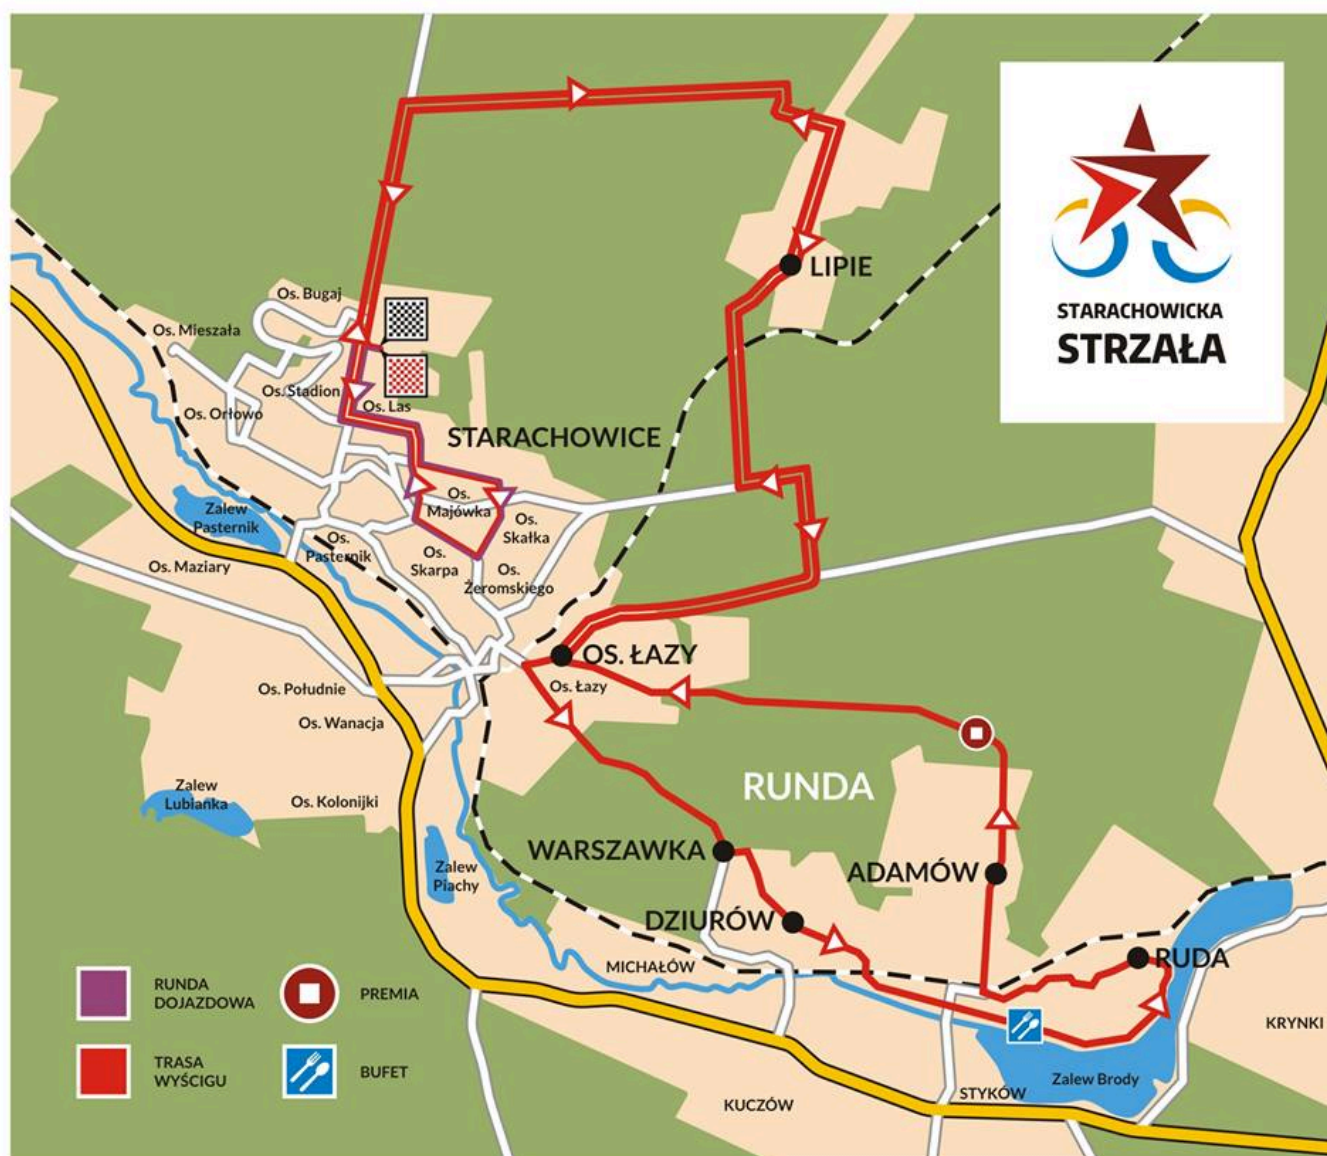 STARACHOWICKA
STRZAŁA
LIPIE
Os. Bugaj
Os. Mieszała
Os. Stadion
Os. Las
Os. Orłowo
STARACHOWICE
Os.
Majówka
Zalew
Pasternik
Os.
Skałka
Os.
Pasternik
Os.
Skarpa
Os. Maziary
Os.
Żeromskiego
OS. ŁAZY
Os. Łazy
Os. Południe
Os. Wanacja
RUNDA
Zalew
Lubianka
Os. Kolonijki
WARSZAWKA
ADAMÓW
Zalew
Piachy
DZIURÓW
RUDA
MICHAŁÓW
RUNDA
DOJAZDOWA
PREMIA
KRYNKI
TRASA
WYŚCIGU
BUFET
Zalew Brody
STYKÓW
KUCZÓW